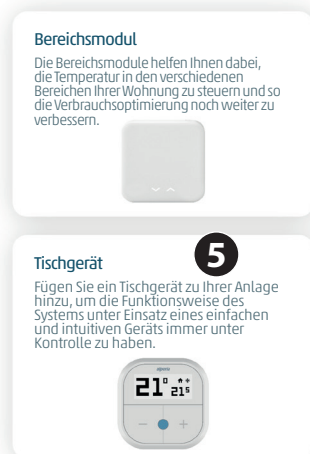 Bereichsmodul
Die Bereichsmodule helfen Ihnen dabei,
die Temperatur in den verschiedenen
Bereichen Ihrer Wohnung zu steuern und so
die Verbrauchsoptimierung noch weiter zu
verbessern.
5
Tischgerät
Fügen Sie ein Tischgerät zu Ihrer Anlage
hinzu, um die Funktionsweise des
Systems unter Einsatz eines einfachen
und intuitiven Geräts immer unter
Kontrolle zu haben.
21° 21⁵
− +